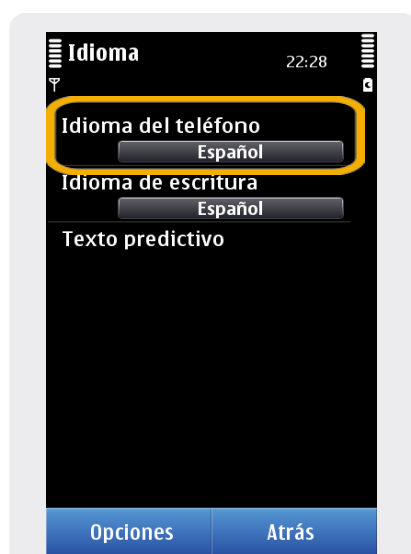 Idioma
22:28
Idioma del teléfono
Español
Idioma de escritura
Español
Texto predictivo
Opciones
Atrás